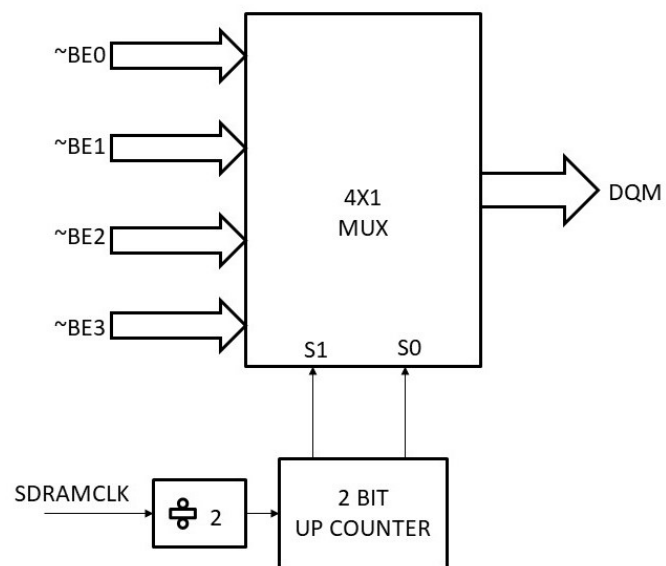 ~BE0
~BE1
~BE2
~BE3
4X1
MUX
DQM
S1
S0
SDRAMCLK
÷ 2
2 BIT
UP COUNTER